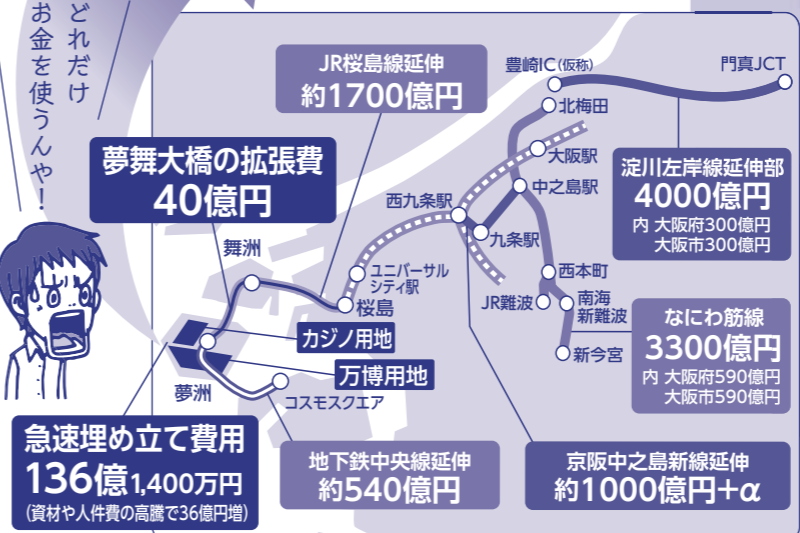 どれだけ
お金を使うんや！
JR桜島線延伸
約1700億円
豊崎IC(仮称)
門真JCT
北梅田
大阪駅
夢舞大橋の拡張費
40億円
中之島駅
淀川左岸線延伸部
4000億円
内 大阪府300億円
大阪市300億円
西九条駅
九条駅
舞洲
ユニバーサル
シティ駅
桜島
西本町
JR難波
南海
新難波
新今宮
なにわ筋線
3300億円
内 大阪府590億円
大阪市590億円
カジノ用地
万博用地
夢洲
コスモスクエア
急速埋め立て費用
136億1,400万円
（資材や人件費の高騰で36億円増）
地下鉄中央線延伸
約540億円
京阪中之島新線延伸
約1000億円+α